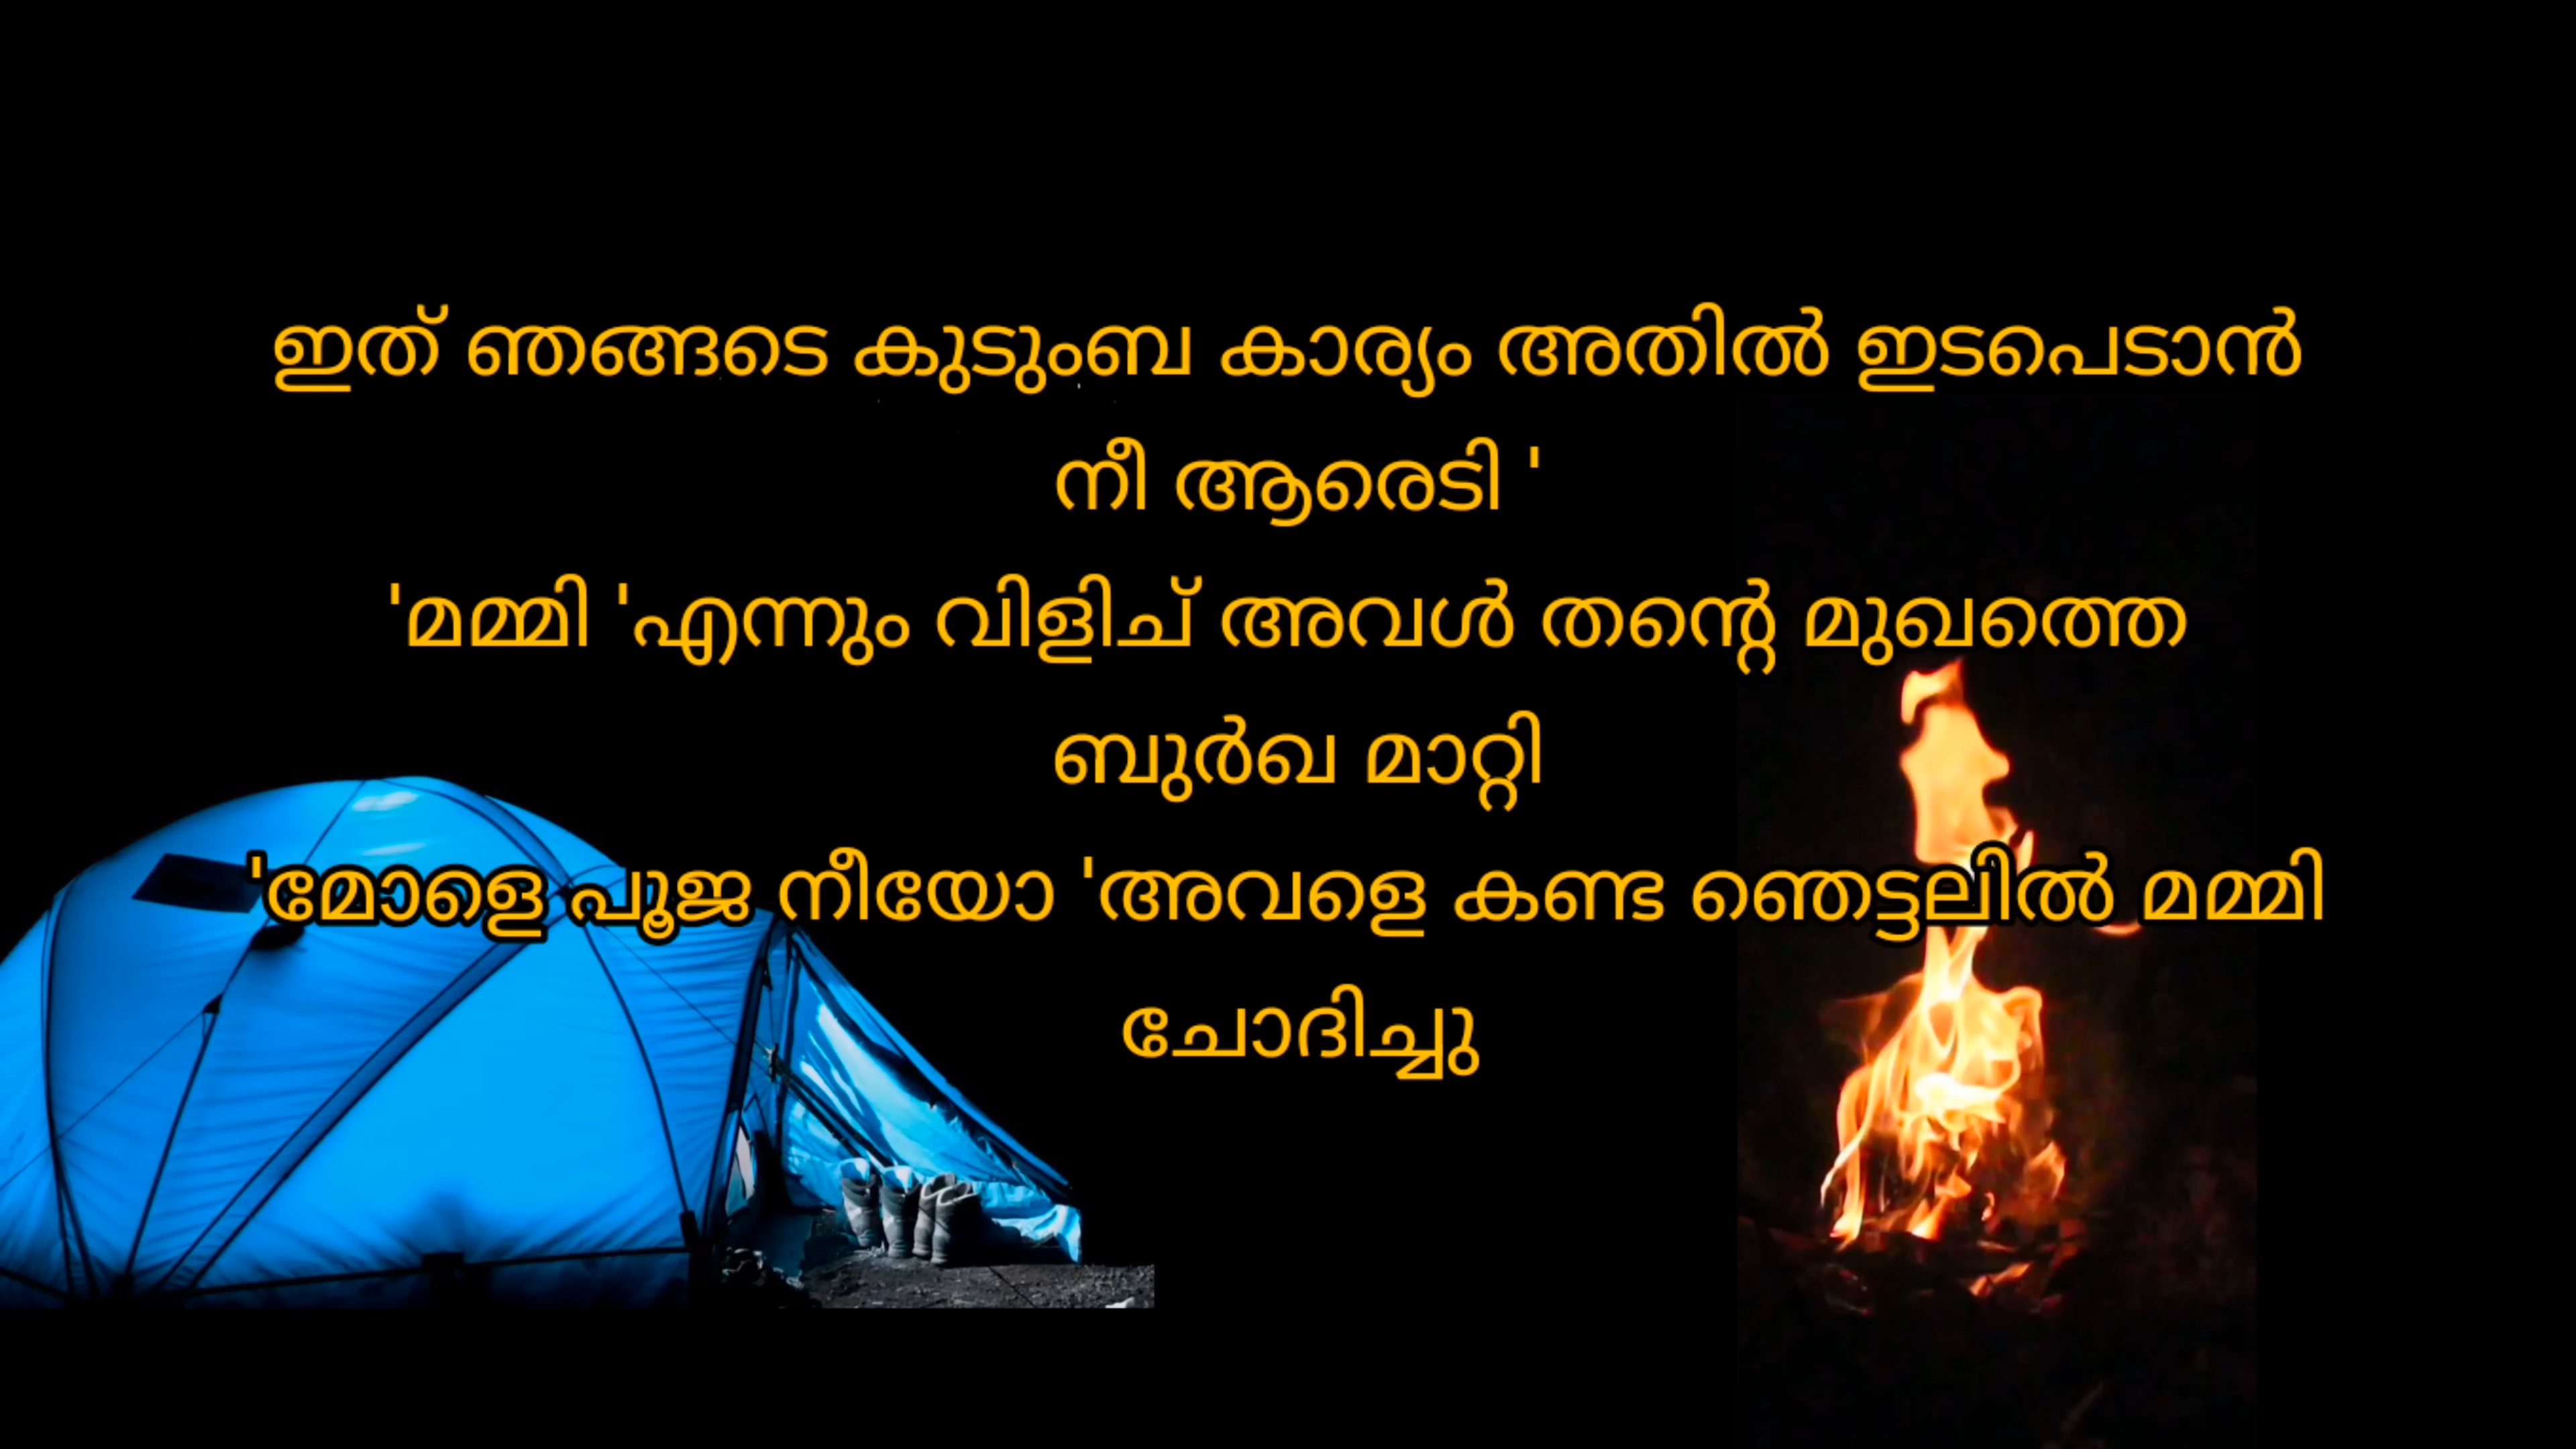 ഇത് ഞങ്ങടെ കുടുംബ കാര്യം അതിൽ ഇടപെടാൻ
നീ ആരെടി '
'മമ്മി 'എന്നും വിളിച് അവൾ തന്റെ മുഖത്തെ
ബുർഖ മാറ്റി
'മോളെ പൂജ നീയോ 'അവളെ കണ്ട ഞെട്ടലിൽ മമ്മി
ചോദിച്ചു